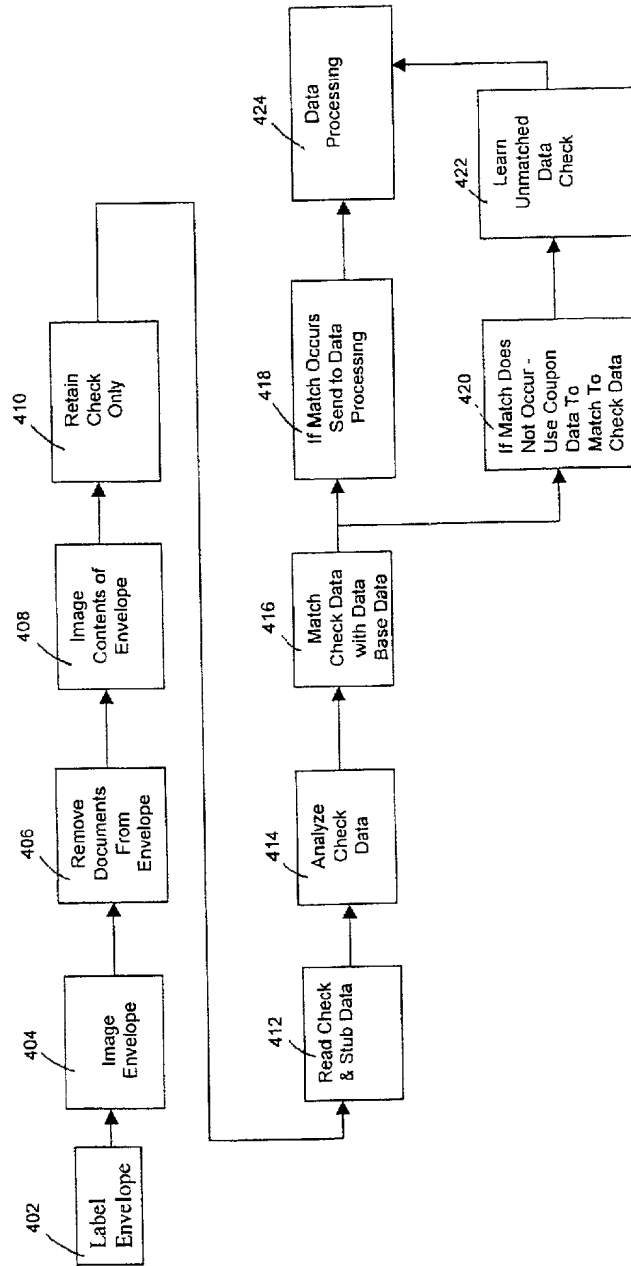 402
Label
Envelope
404
Image
Envelope
406
Remove
Documents
From
Envelope
408
Image
Contents of
Envelope
410
Retain
Check
Only
412
Read Check
& Stub Data
414
Analyze
Check
Data
416
Match
Check Data
with Data
Base Data
418
If Match Occurs
Send to Data
Processing
420
If Match Does
Not Occur -
Use Coupon
Data To
Match To
Check Data
422
Learn
Unmatched
Data
Check
424
Data
Processing